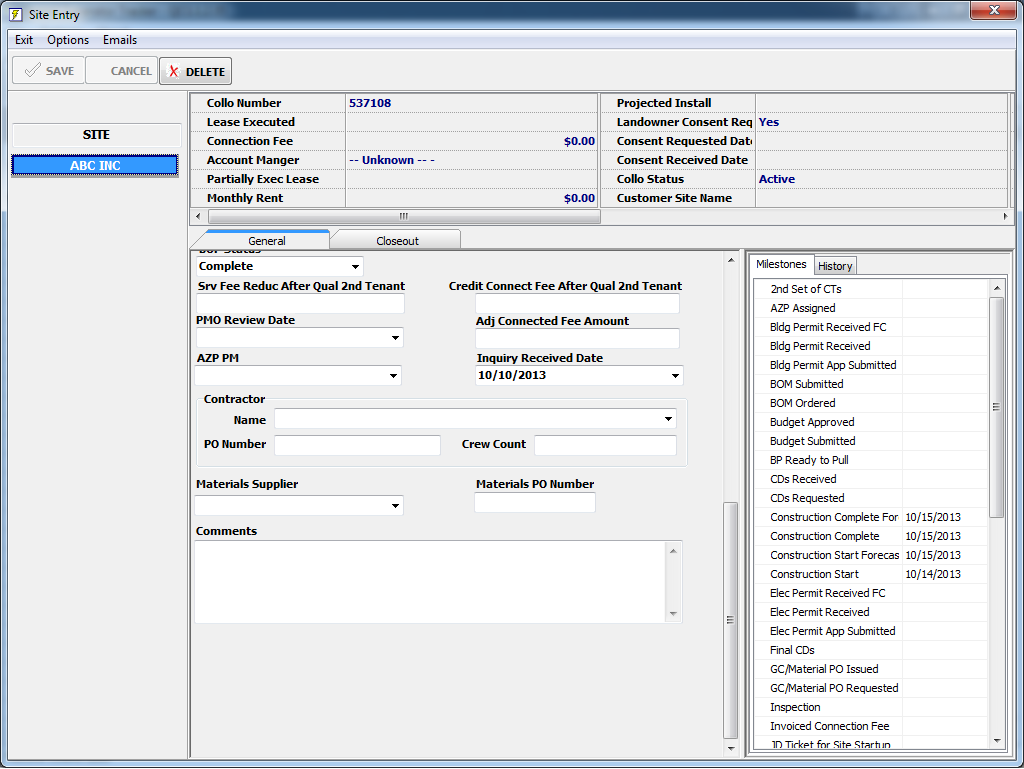 Site Entry
Exit Options Emails
SAVE CANCEL DELETE
SITE
ABC INC
Collo Number 537108
Lease Executed
Connection Fee $0.00
Account Manger -- Unknown -- -
Partially Exec Lease
Monthly Rent $0.00
Projected Install
Landowner Consent Req Yes
Consent Requested Date
Consent Received Date
Collo Status Active
Customer Site Name
General Closeout
Complete
Srv Fee Reduc After Qual 2nd Tenant Credit Connect Fee After Qual 2nd Tenant
PMO Review Date Adj Connected Fee Amount
AZP PM Inquiry Received Date
10/10/2013
Contractor
Name
PO Number Crew Count
Materials Supplier Materials PO Number
Comments
Milestones History
2nd Set of CTs
AZP Assigned
Bldg Permit Received FC
Bldg Permit Received
Bldg Permit App Submitted
BOM Submitted
BOM Ordered
Budget Approved
Budget Submitted
BP Ready to Pull
CDs Received
CDs Requested
Construction Complete For 10/15/2013
Construction Complete 10/15/2013
Construction Start Forecas 10/15/2013
Construction Start 10/14/2013
Elec Permit Received FC
Elec Permit Received
Elec Permit App Submitted
Final CDs
GC/Material PO Issued
GC/Material PO Requested
Inspection
Invoiced Connection Fee
JD Ticket for Site Startup